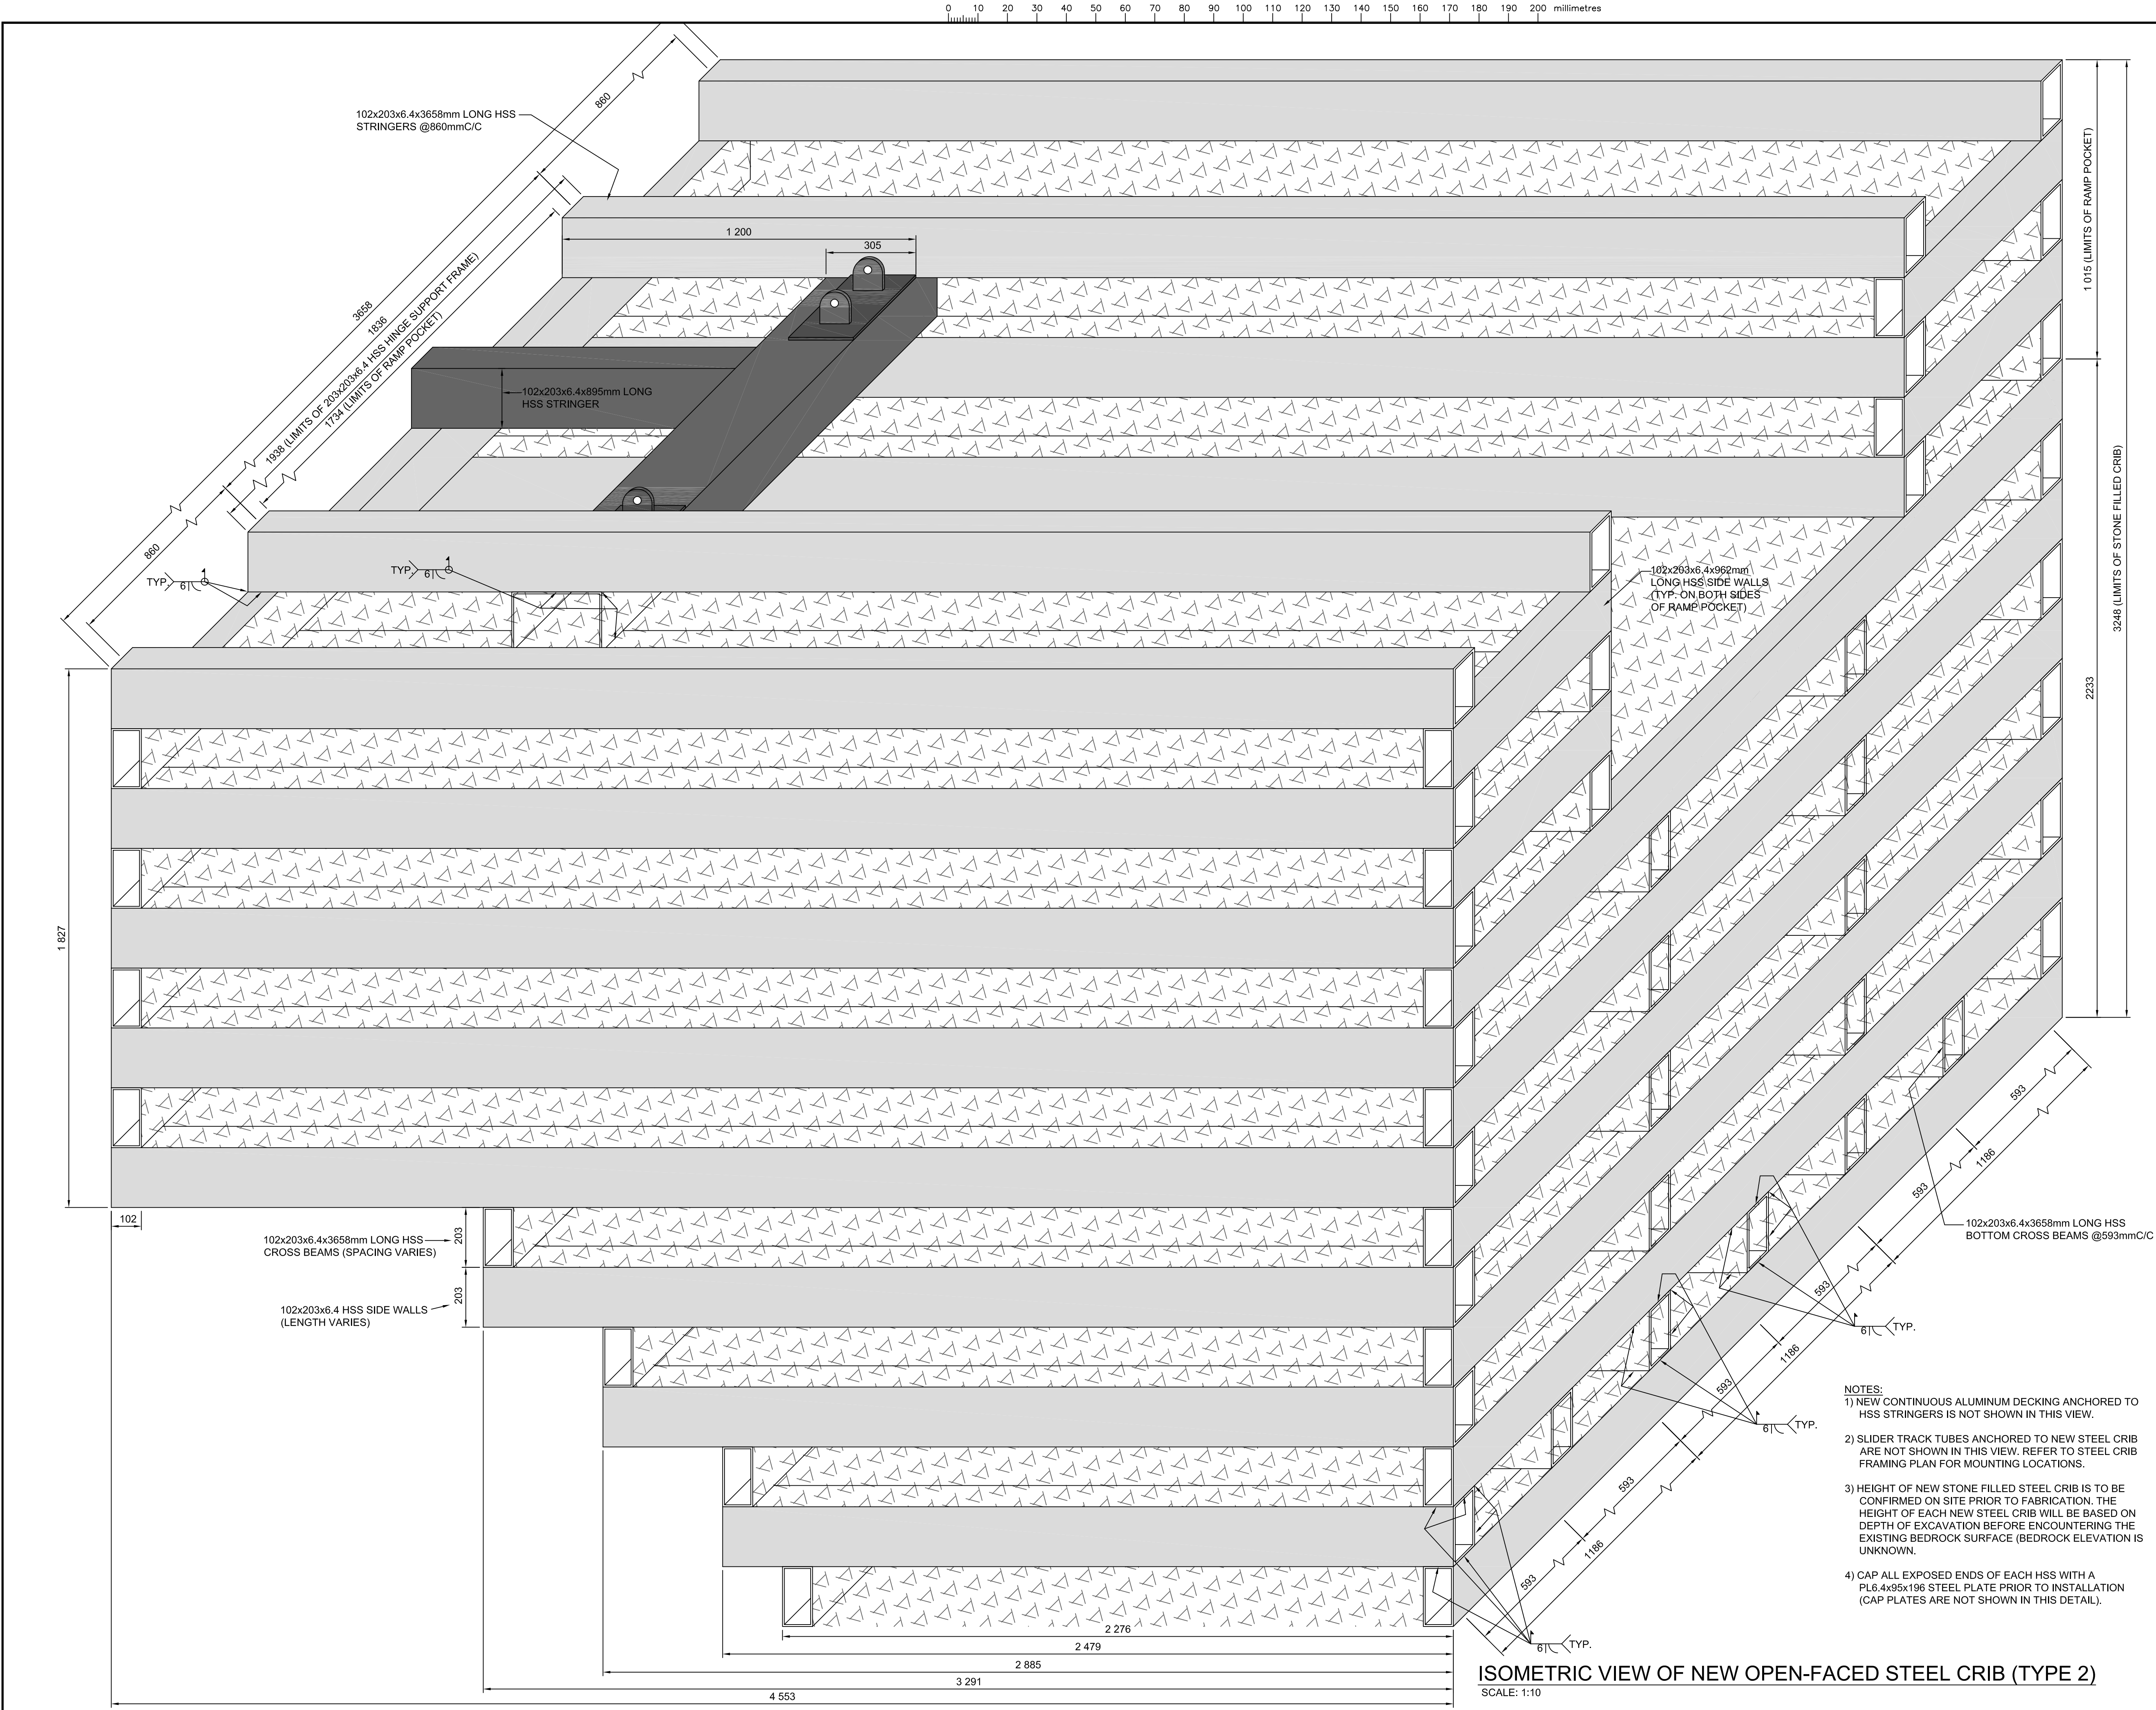 0 10 20 30 40 50 60 70 80 90 100 110 120 130 140 150 160 170 180 190 200 millimetres
860
102x203x6.4x3658mm LONG HSS
STRINGERS @860mmC/C
1 015 (LIMITS OF RAMP POCKET)
3248 (LIMITS OF STONE FILLED CRIB)
2233
1 200
305
3658
1938 (LIMITS OF 203x203x6.4 HSS HINGE SUPPORT FRAME)
1836
1734 (LIMITS OF RAMP POCKET)
102x203x6.4x895mm LONG
HSS STRINGER
860
TYP.
6
TYP.
6
102x203x6.4x962mm
LONG HSS SIDE WALLS
(TYP. ON BOTH SIDES
OF RAMP POCKET)
1 827
102
102x203x6.4x3658mm LONG HSS
CROSS BEAMS (SPACING VARIES)
203
203
102x203x6.4 HSS SIDE WALLS
(LENGTH VARIES)
593
1186
593
102x203x6.4x3658mm LONG HSS
BOTTOM CROSS BEAMS @593mmC/C
593
1186
593
593
1186
593
6
TYP.
6
TYP.
6
TYP.
NOTES:
1) NEW CONTINUOUS ALUMINUM DECKING ANCHORED TO
HSS STRINGERS IS NOT SHOWN IN THIS VIEW.
2) SLIDER TRACK TUBES ANCHORED TO NEW STEEL CRIB
ARE NOT SHOWN IN THIS VIEW. REFER TO STEEL CRIB
FRAMING PLAN FOR MOUNTING LOCATIONS.
3) HEIGHT OF NEW STONE FILLED STEEL CRIB IS TO BE
CONFIRMED ON SITE PRIOR TO FABRICATION. THE
HEIGHT OF EACH NEW STEEL CRIB WILL BE BASED ON
DEPTH OF EXCAVATION BEFORE ENCOUNTERING THE
EXISTING BEDROCK SURFACE (BEDROCK ELEVATION IS
UNKNOWN.
4) CAP ALL EXPOSED ENDS OF EACH HSS WITH A
PL6.4x95x196 STEEL PLATE PRIOR TO INSTALLATION
(CAP PLATES ARE NOT SHOWN IN THIS DETAIL).
2 276
2 479
2 885
3 291
4 553
ISOMETRIC VIEW OF NEW OPEN-FACED STEEL CRIB (TYPE 2)
SCALE: 1:10